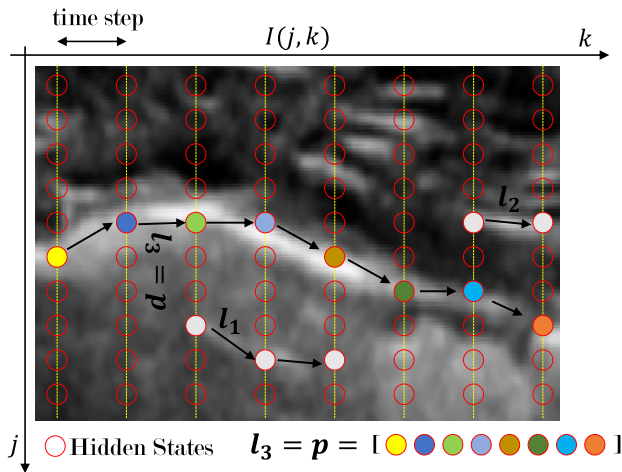 time step
I(j, k)
k
l₂
l₃ = p
l₁
j
Hidden States
l₃ = p = [ ]